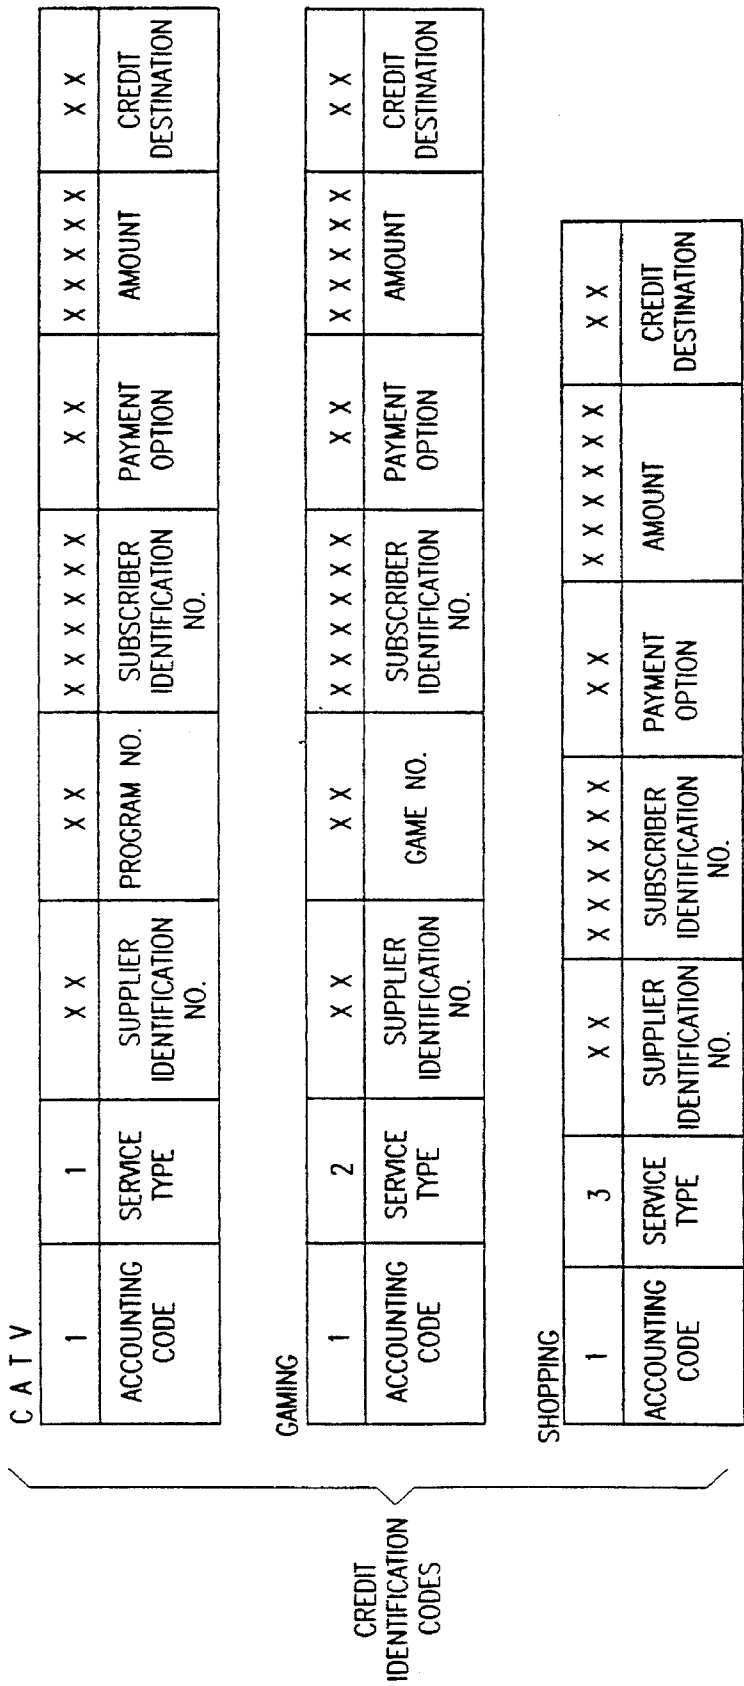 C A T V
1 1 X X X X X X X X X X X X X X X X X X X
ACCOUNTING CODE
SERVICE TYPE
SUPPLIER IDENTIFICATION NO.
PROGRAM NO.
SUBSCRIBER IDENTIFICATION NO.
PAYMENT OPTION
AMOUNT
CREDIT DESTINATION
GAMING
1 2 X X X X X X X X X X X X X X X X X X X
ACCOUNTING CODE
SERVICE TYPE
SUPPLIER IDENTIFICATION NO.
GAME NO.
SUBSCRIBER IDENTIFICATION NO.
PAYMENT OPTION
AMOUNT
CREDIT DESTINATION
SHOPPING
1 3 X X X X X X X X X X X X X X X X X X
ACCOUNTING CODE
SERVICE TYPE
SUPPLIER IDENTIFICATION NO.
SUBSCRIBER IDENTIFICATION NO.
PAYMENT OPTION
AMOUNT
CREDIT DESTINATION
CREDIT
IDENTIFICATION
CODES